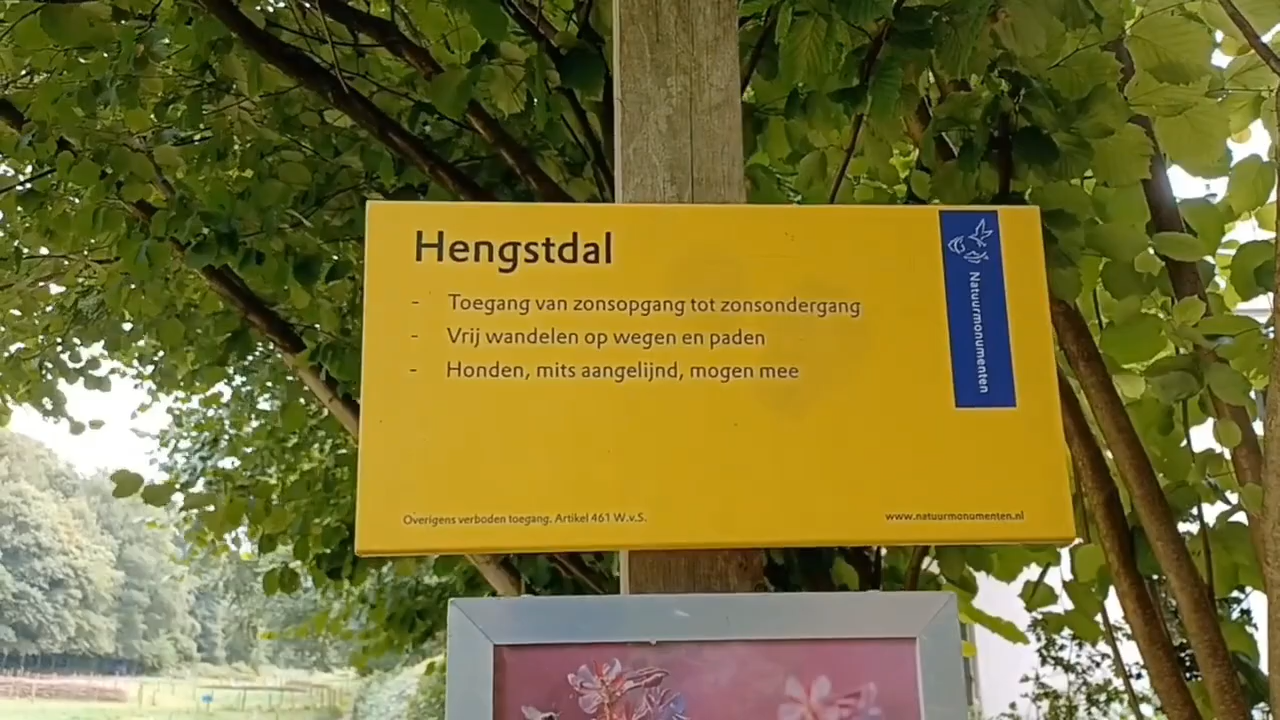 Hengstdal
- Toegang van zonsopgang tot zonsondergang
- Vrij wandelen op wegen en paden
- Honden, mits aangelijnd, mogen mee
Natuurmonumenten
Overigens verboden toegang. Artikel 461 W.v.S.
www.natuurmonumenten.nl